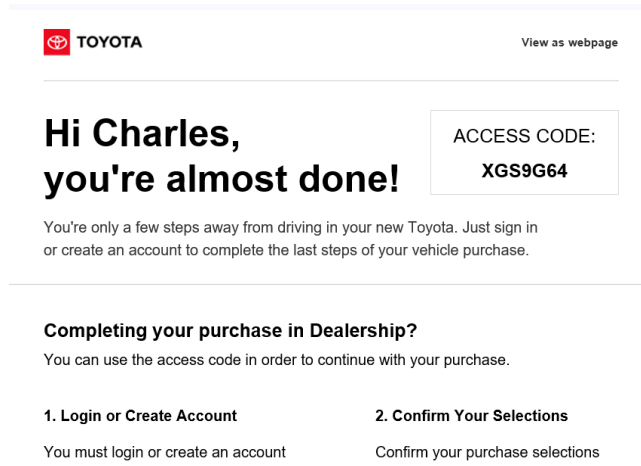 TOYOTA
View as webpage
Hi Charles,
you're almost done!
ACCESS CODE:
XGS9G64
You're only a few steps away from driving in your new Toyota. Just sign in
or create an account to complete the last steps of your vehicle purchase.
Completing your purchase in Dealership?
You can use the access code in order to continue with your purchase.
1. Login or Create Account
You must login or create an account
2. Confirm Your Selections
Confirm your purchase selections